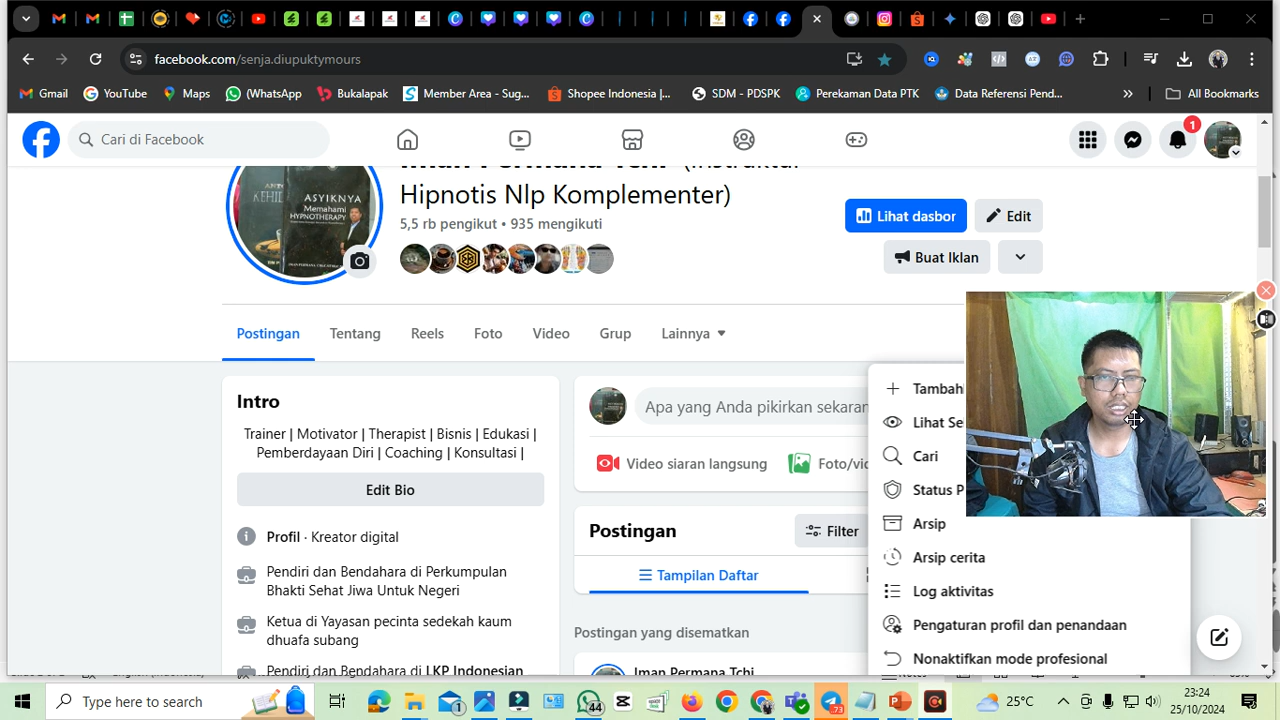 facebook.com/senja.diupuktymours
Gmail
YouTube
Maps
(WhatsApp
Bukalapak
Member Area - Sug...
Shopee Indonesia |...
SDM - PDSPK
Perekaman Data PTK
Data Referensi Pend...
»
All Bookmarks
Cari di Facebook
1
Hipnotis Nlp Komplementer)
5,5 rb pengikut • 935 mengikuti
Lihat dasbor
Edit
Buat Iklan
ASYIKNYA
Memahami
HYPNOTHERAPY
Postingan
Tentang
Reels
Foto
Video
Grup
Lainnya
Intro
Trainer | Motivator | Therapist | Bisnis | Edukasi |
Pemberdayaan Diri | Coaching | Konsultasi |
Edit Bio
Profil · Kreator digital
Pendiri dan Bendahara di Perkumpulan
Bhakti Sehat Jiwa Untuk Negeri
Ketua di Yayasan pecinta sedekah kaum
dhuafa subang
Pendiri dan Bendahara di LKP Indonesian
Apa yang Anda pikirkan sekaran
Video siaran langsung
Foto/vid
Postingan
Filter
Tampilan Daftar
Postingan yang disematkan
Iman Permana Tchi
Tambahk
Lihat Se
Cari
Status P
Arsip
Arsip cerita
Log aktivitas
Pengaturan profil dan penandaan
Nonaktifkan mode profesional
Type here to search
1
44
73
25°C
23:24
25/10/2024